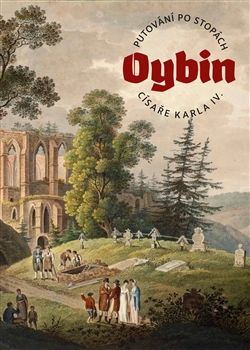 PUTOVÁNÍ PO STOPÁCH
Oybin
CÍSAŘE KARLA IV.